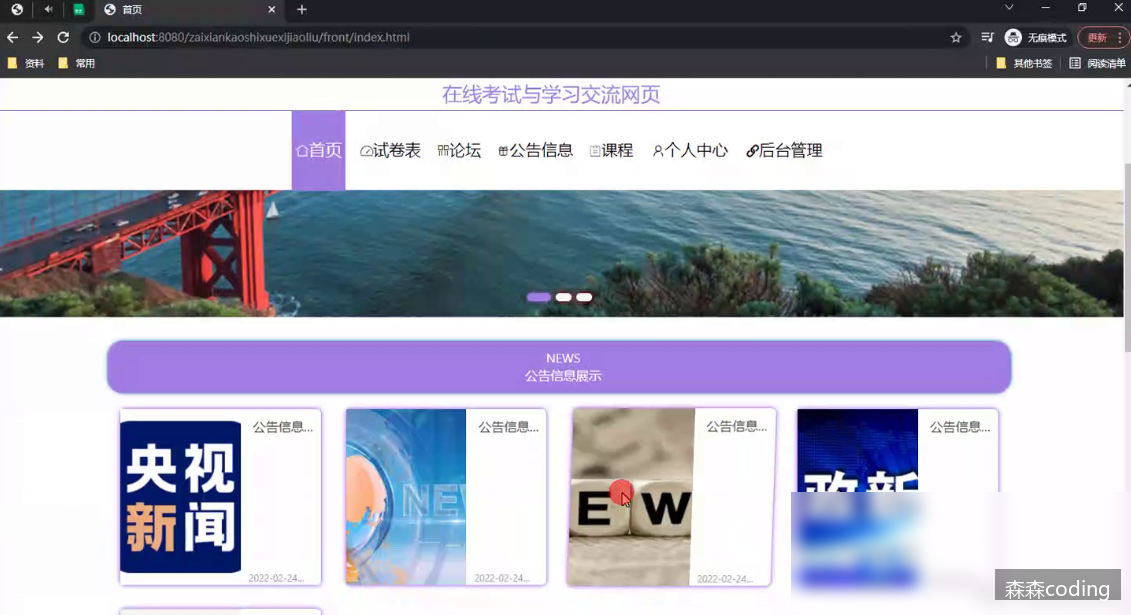 首页
localhost:8080/zaixiankaoshixuexijiaoliu/front/index.html
无痕模式
更新
资料
常用
其他书签
阅读清单
在线考试与学习交流网页
首页
试卷表
论坛
公告信息
课程
个人中心
后台管理
NEWS
公告信息展示
央视
新闻
公告信息...
2022-02-24...
NEW
公告信息...
2022-02-24...
EW
公告信息...
2022-02-24...
政新
公告信息...
森森coding